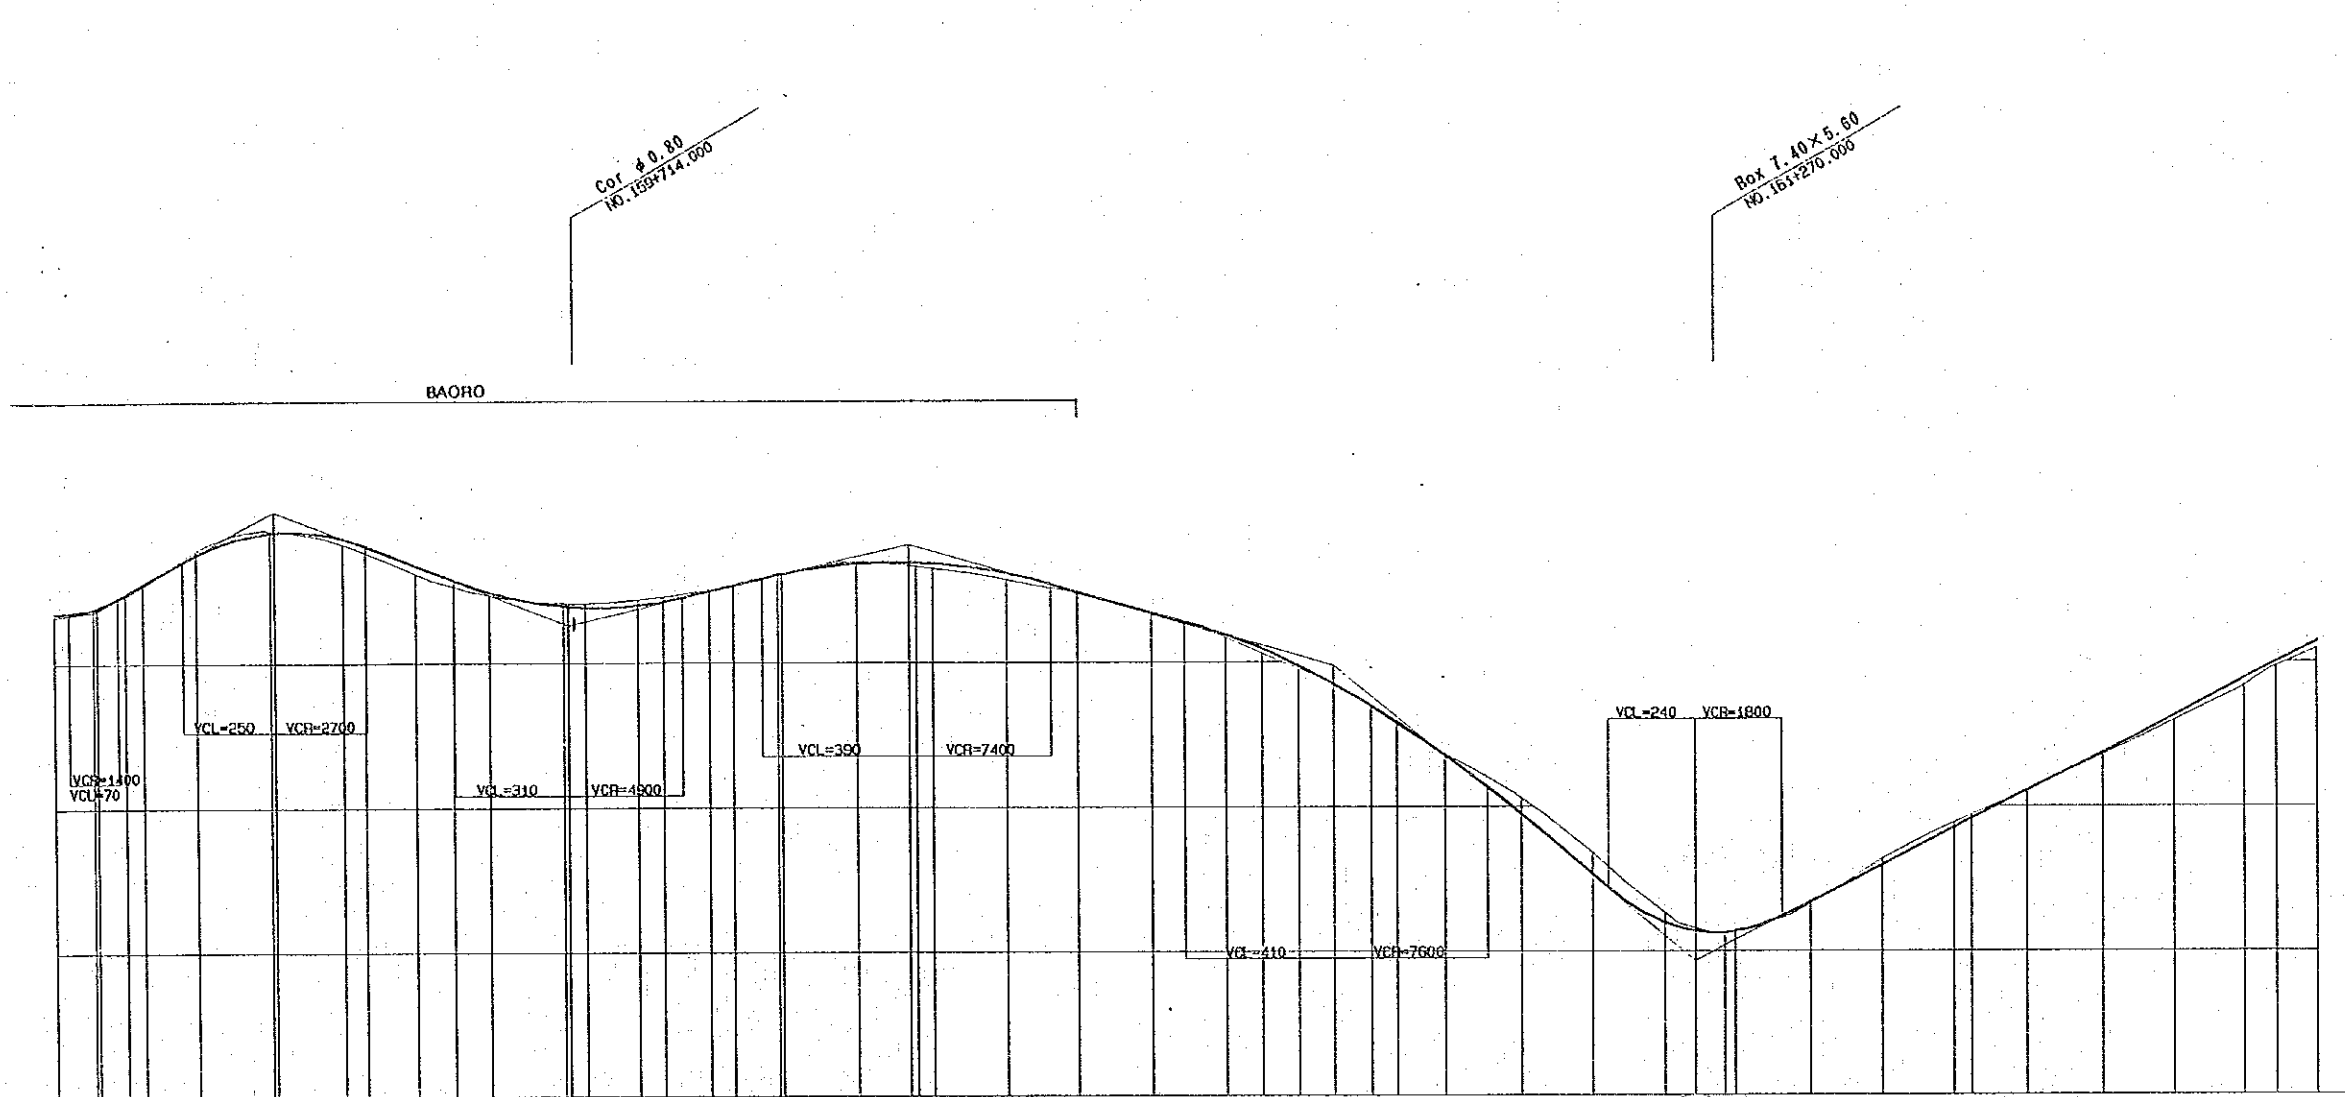 Cor φ0.80
NO.159+714.000
Box 7.40×5.60
NO.161+270.000
BAORO
VCL=250 VCR=2700
VCR=1400
VCL=70
VCL=310 VCR=4900
VCL=390 VCR=7400
VCL=410 VCR=7600
VCL=240 VCR=1800